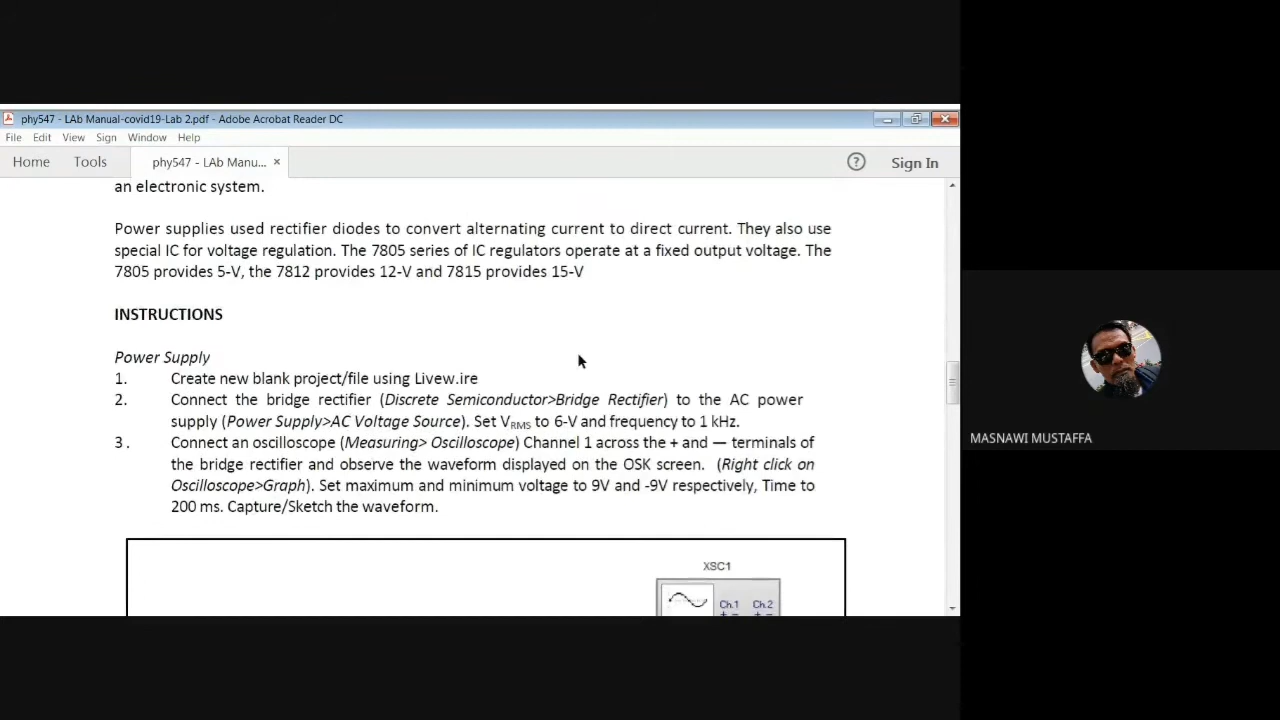 phy547 - LAb Manual-covid19-Lab 2.pdf - Adobe Acrobat Reader DC
File Edit View Sign Window Help
Home Tools phy547 - LAb Manu... × ? Sign In
an electronic system.
Power supplies used rectifier diodes to convert alternating current to direct current. They also use
special IC for voltage regulation. The 7805 series of IC regulators operate at a fixed output voltage. The
7805 provides 5-V, the 7812 provides 12-V and 7815 provides 15-V
INSTRUCTIONS
Power Supply
1. Create new blank project/file using Livew.ire
2. Connect the bridge rectifier (Discrete Semiconductor>Bridge Rectifier) to the AC power
supply (Power Supply>AC Voltage Source). Set VRMS to 6-V and frequency to 1 kHz.
3. Connect an oscilloscope (Measuring> Oscilloscope) Channel 1 across the + and — terminals of
the bridge rectifier and observe the waveform displayed on the OSK screen. (Right click on
Oscilloscope>Graph). Set maximum and minimum voltage to 9V and -9V respectively, Time to
200 ms. Capture/Sketch the waveform.
XSC1
Ch.1 Ch.2
+ − + −
MASNAWI MUSTAFFA